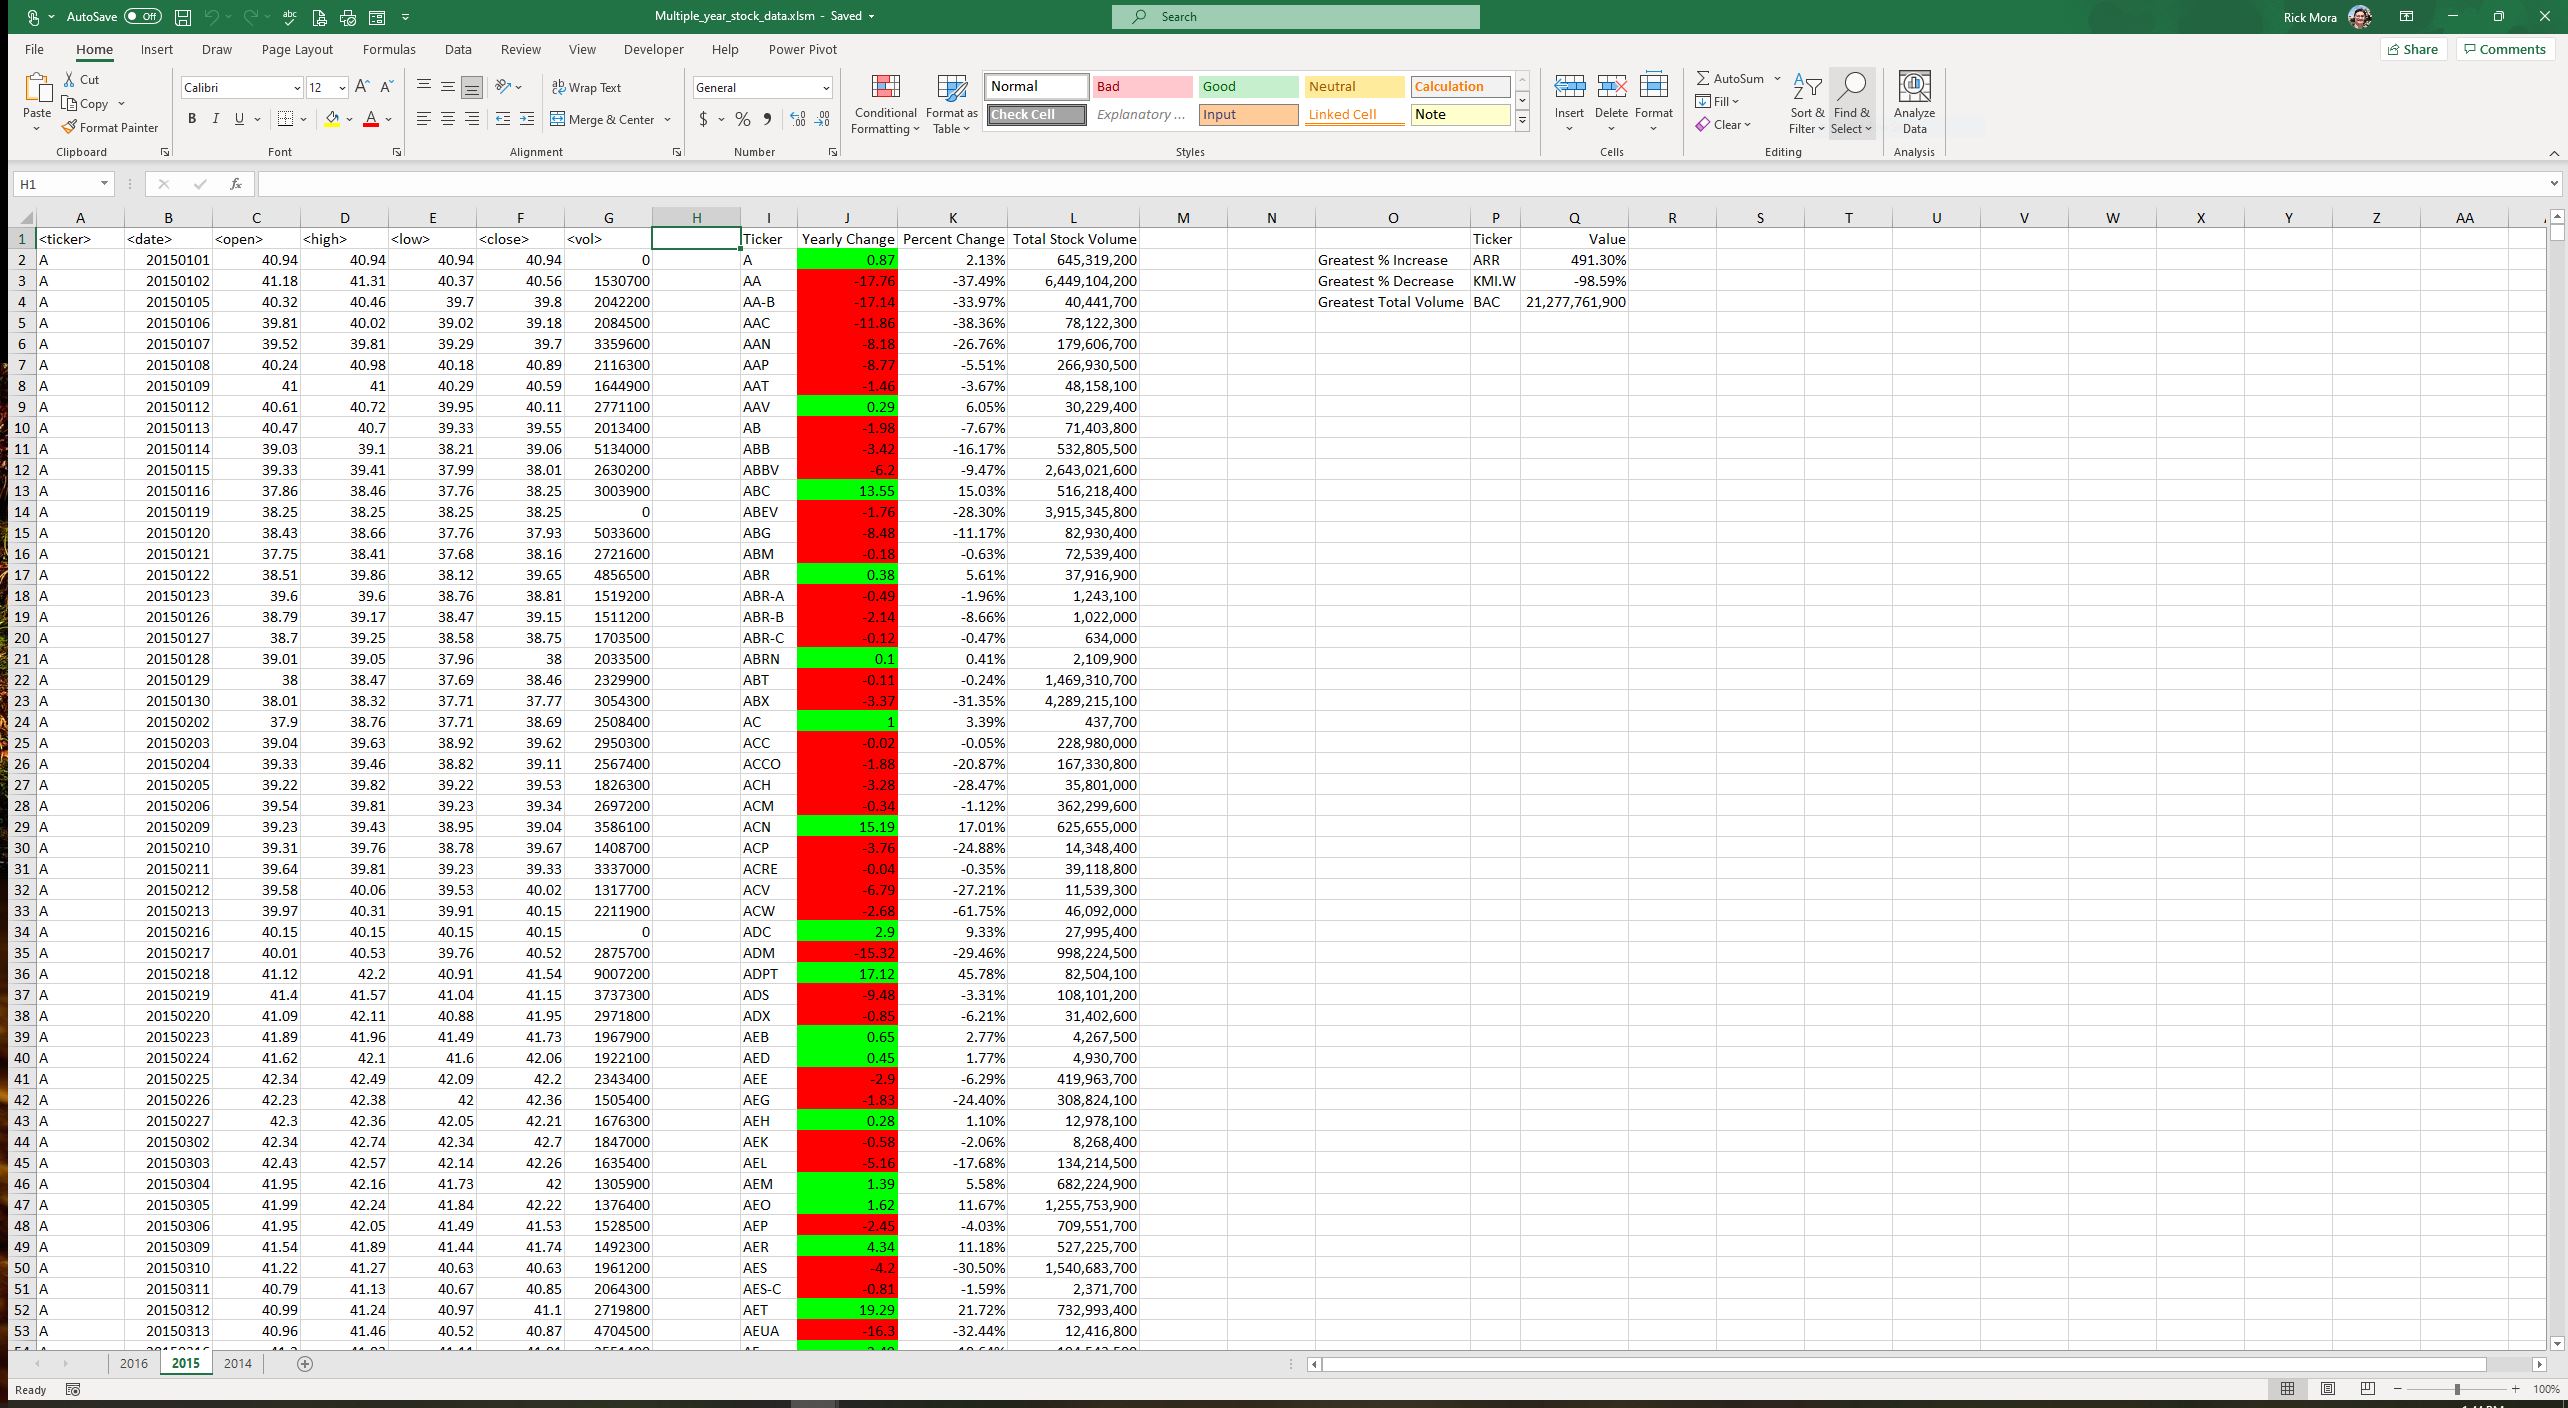 AutoSave Off abc Multiple_year_stock_data.xlsm - Saved Search Rick Mora
File Home Insert Draw Page Layout Formulas Data Review View Developer Help Power Pivot Share Comments
Paste Cut Copy Format Painter Clipboard
Calibri 12 A A B I U A Font
ab Wrap Text Merge & Center Alignment
General $ % 9 Number
Conditional Formatting Format as Table
Normal Bad Good Neutral Calculation
Check Cell Explanatory ... Input Linked Cell Note
Styles
Insert Delete Format Cells
AutoSum Fill Clear Sort & Filter Find & Select Editing
Analyze Data Analysis
H1 fx
A B C D E F G H I J K L M N O P Q R S T U V W X Y Z AA
1 <ticker> <date> <open> <high> <low> <close> <vol> Ticker Yearly Change Percent Change Total Stock Volume Ticker Value
2 A 20150101 40.94 40.94 40.94 40.94 0 A 0.87 2.13% 645,319,200 Greatest % Increase ARR 491.30%
3 A 20150102 41.18 41.31 40.37 40.56 1530700 AA -17.76 -37.49% 6,449,104,200 Greatest % Decrease KMI.W -98.59%
4 A 20150105 40.32 40.46 39.7 39.8 2042200 AA-B -17.14 -33.97% 40,441,700 Greatest Total Volume BAC 21,277,761,900
5 A 20150106 39.81 40.02 39.02 39.18 2084500 AAC -11.86 -38.36% 78,122,300
6 A 20150107 39.52 39.81 39.29 39.7 3359600 AAN -8.18 -26.76% 179,606,700
7 A 20150108 40.24 40.98 40.18 40.89 2116300 AAP -8.77 -5.51% 266,930,500
8 A 20150109 41 41 40.29 40.59 1644900 AAT -1.46 -3.67% 48,158,100
9 A 20150112 40.61 40.72 39.95 40.11 2771100 AAV 0.29 6.05% 30,229,400
10 A 20150113 40.47 40.7 39.33 39.55 2013400 AB -1.98 -7.67% 71,403,800
11 A 20150114 39.03 39.1 38.21 39.06 5134000 ABB -3.42 -16.17% 532,805,500
12 A 20150115 39.33 39.41 37.99 38.01 2630200 ABBV -6.2 -9.47% 2,643,021,600
13 A 20150116 37.86 38.46 37.76 38.25 3003900 ABC 13.55 15.03% 516,218,400
14 A 20150119 38.25 38.25 38.25 38.25 0 ABEV -1.76 -28.30% 3,915,345,800
15 A 20150120 38.43 38.66 37.76 37.93 5033600 ABG -8.48 -11.17% 82,930,400
16 A 20150121 37.75 38.41 37.68 38.16 2721600 ABM -0.18 -0.63% 72,539,400
17 A 20150122 38.51 39.86 38.12 39.65 4856500 ABR 0.38 5.61% 37,916,900
18 A 20150123 39.6 39.6 38.76 38.81 1519200 ABR-A -0.49 -1.96% 1,243,100
19 A 20150126 38.79 39.17 38.47 39.15 1511200 ABR-B -2.14 -8.66% 1,022,000
20 A 20150127 38.7 39.25 38.58 38.75 1703500 ABR-C -0.12 -0.47% 634,000
21 A 20150128 39.01 39.05 37.96 38 2033500 ABRN 0.1 0.41% 2,109,900
22 A 20150129 38 38.47 37.69 38.46 2329900 ABT -0.11 -0.24% 1,469,310,700
23 A 20150130 38.01 38.32 37.71 37.77 3054300 ABX -3.37 -31.35% 4,289,215,100
24 A 20150202 37.9 38.76 37.71 38.69 2508400 AC 1 3.39% 437,700
25 A 20150203 39.04 39.63 38.92 39.62 2950300 ACC -0.02 -0.05% 228,980,000
26 A 20150204 39.33 39.46 38.82 39.11 2567400 ACCO -1.88 -20.87% 167,330,800
27 A 20150205 39.22 39.82 39.22 39.53 1826300 ACH -3.28 -28.47% 35,801,000
28 A 20150206 39.54 39.81 39.23 39.34 2697200 ACM -0.34 -1.12% 362,299,600
29 A 20150209 39.23 39.43 38.95 39.04 3586100 ACN 15.19 17.01% 625,655,000
30 A 20150210 39.31 39.76 38.78 39.67 1408700 ACP -3.76 -24.88% 14,348,400
31 A 20150211 39.64 39.81 39.23 39.33 3337000 ACRE -0.04 -0.35% 39,118,800
32 A 20150212 39.58 40.06 39.53 40.02 1317700 ACV -6.79 -27.21% 11,539,300
33 A 20150213 39.97 40.31 39.91 40.15 2211900 ACW -2.68 -61.75% 46,092,000
34 A 20150216 40.15 40.15 40.15 40.15 0 ADC 2.9 9.33% 27,995,400
35 A 20150217 40.01 40.53 39.76 40.52 2875700 ADM -15.32 -29.46% 998,224,500
36 A 20150218 41.12 42.2 40.91 41.54 9007200 ADPT 17.12 45.78% 82,504,100
37 A 20150219 41.4 41.57 41.04 41.15 3737300 ADS -9.48 -3.31% 108,101,200
38 A 20150220 41.09 42.11 40.88 41.95 2971800 ADX -0.85 -6.21% 31,402,600
39 A 20150223 41.89 41.96 41.49 41.73 1967900 AEB 0.65 2.77% 4,267,500
40 A 20150224 41.62 42.1 41.6 42.06 1922100 AED 0.45 1.77% 4,930,700
41 A 20150225 42.34 42.49 42.09 42.2 2343400 AEE -2.9 -6.29% 419,963,700
42 A 20150226 42.23 42.38 42 42.36 1505400 AEG -1.83 -24.40% 308,824,100
43 A 20150227 42.3 42.36 42.05 42.21 1676300 AEH 0.28 1.10% 12,978,100
44 A 20150302 42.34 42.74 42.34 42.7 1847000 AEK -0.58 -2.06% 8,268,400
45 A 20150303 42.43 42.57 42.14 42.26 1635400 AEL -5.16 -17.68% 134,214,500
46 A 20150304 41.95 42.16 41.73 42 1305900 AEM 1.39 5.58% 682,224,900
47 A 20150305 41.99 42.24 41.84 42.22 1376400 AEO 1.62 11.67% 1,255,753,900
48 A 20150306 41.95 42.05 41.49 41.53 1528500 AEP -2.45 -4.03% 709,551,700
49 A 20150309 41.54 41.89 41.44 41.74 1492300 AER 4.34 11.18% 527,225,700
50 A 20150310 41.22 41.27 40.63 40.63 1961200 AES -4.2 -30.50% 1,540,683,700
51 A 20150311 40.79 41.13 40.67 40.85 2064300 AES-C -0.81 -1.59% 2,371,700
52 A 20150312 40.99 41.24 40.97 41.1 2719800 AET 19.29 21.72% 732,993,400
53 A 20150313 40.96 41.46 40.52 40.87 4704500 AEUA -16.3 -32.44% 12,416,800
2016 2015 2014
Ready 100%